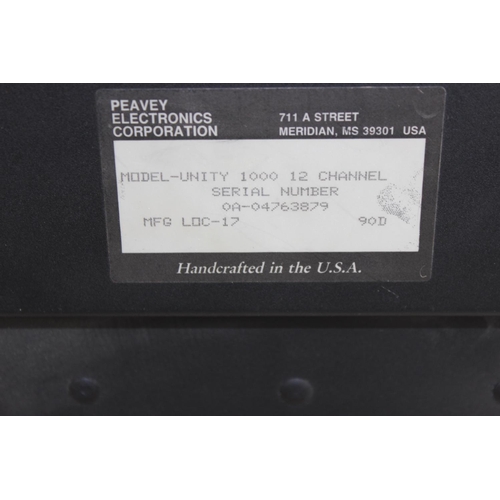 PEAVEY
ELECTRONICS
CORPORATION
711 A STREET
MERIDIAN, MS 39301 USA
MODEL-UNITY 1000 12 CHANNEL
SERIAL NUMBER
0A-04763879
MFG LOC-17 90D
Handcrafted in the U.S.A.